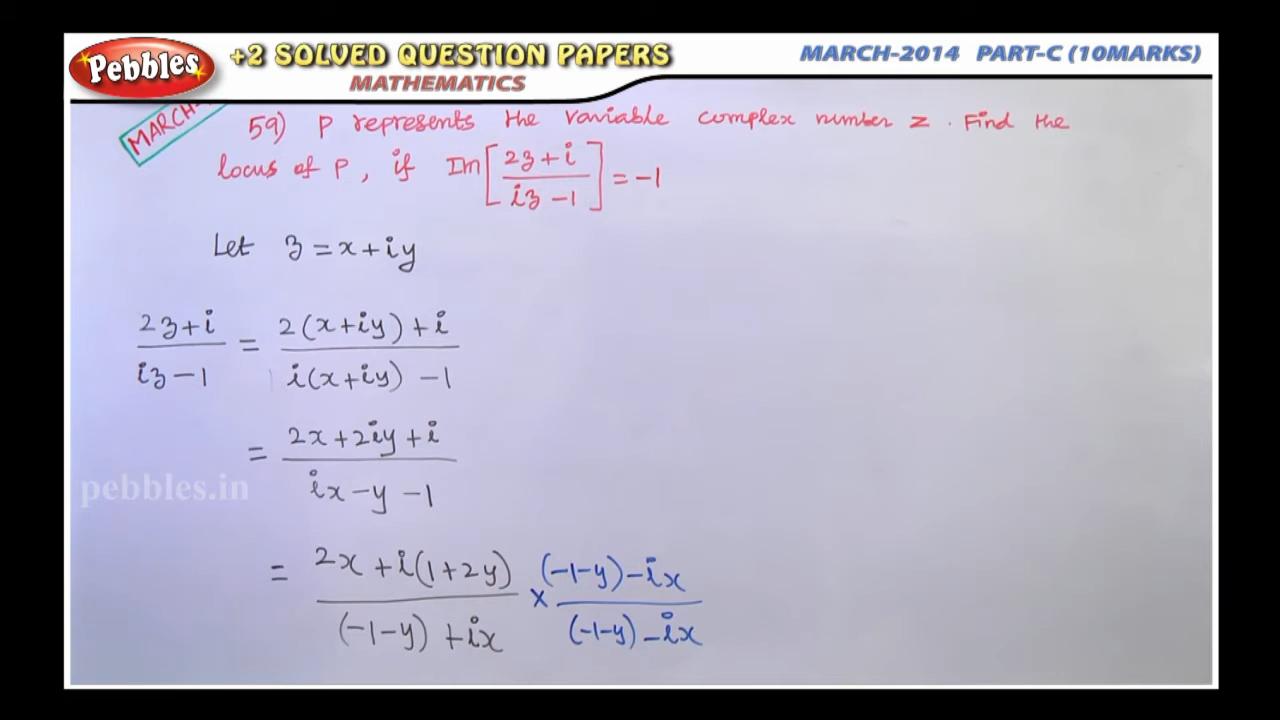 Pebbles +2 SOLVED QUESTION PAPERS MARCH-2014 PART-C (10MARKS)
MATHEMATICS
MARCH-
59) P represents the variable complex number z. Find the
locus of P, if Im[(2z+i)/(iz-1)] = -1
Let z = x+iy
(2z+i)/(iz-1) = (2(x+iy)+i)/(i(x+iy)-1)
= (2x+2iy+i)/(ix-y-1)
pebbles.in
= (2x+i(1+2y))/((-1-y)+ix) × ((-1-y)-ix)/((-1-y)-ix)